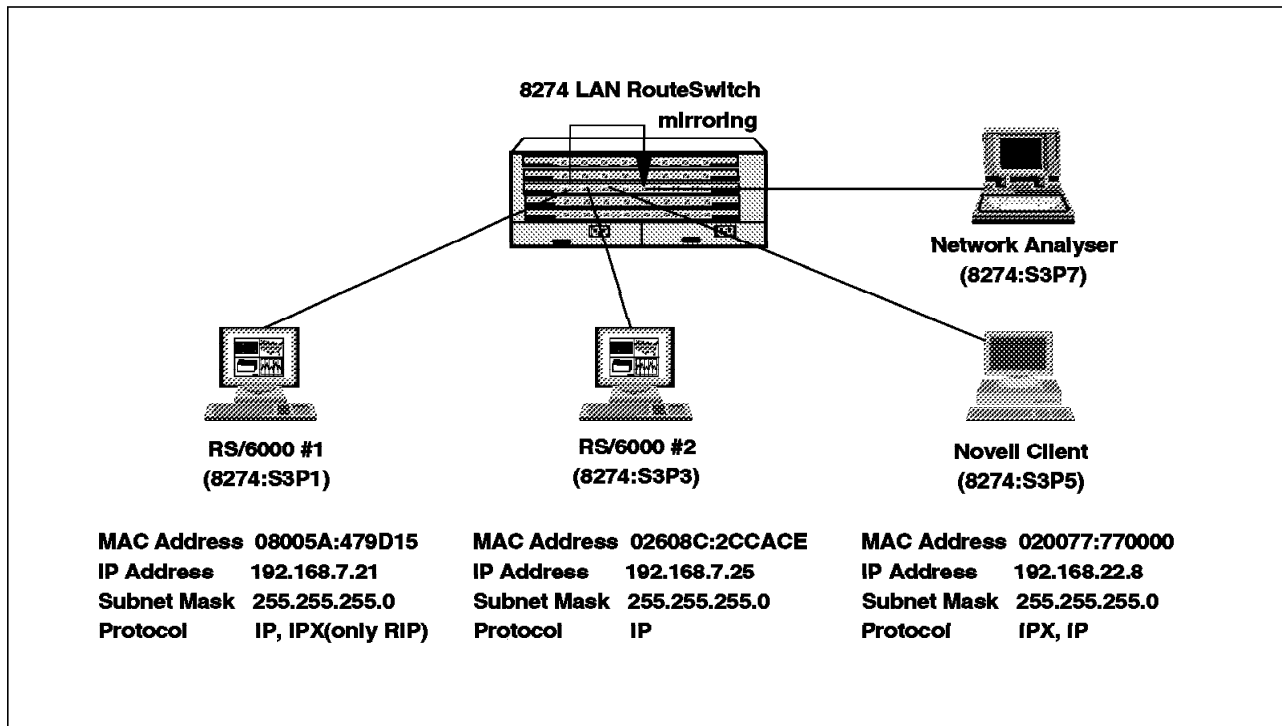 8274 LAN RouteSwitch
mirroring
Network Analyser
(8274:S3P7)
RS/6000 #1
(8274:S3P1)
RS/6000 #2
(8274:S3P3)
Novell Client
(8274:S3P5)
MAC Address 08005A:479D15
IP Address 192.168.7.21
Subnet Mask 255.255.255.0
Protocol IP, IPX(only RIP)
MAC Address 02608C:2CCACE
IP Address 192.168.7.25
Subnet Mask 255.255.255.0
Protocol IP
MAC Address 020077:770000
IP Address 192.168.22.8
Subnet Mask 255.255.255.0
Protocol IPX, IP